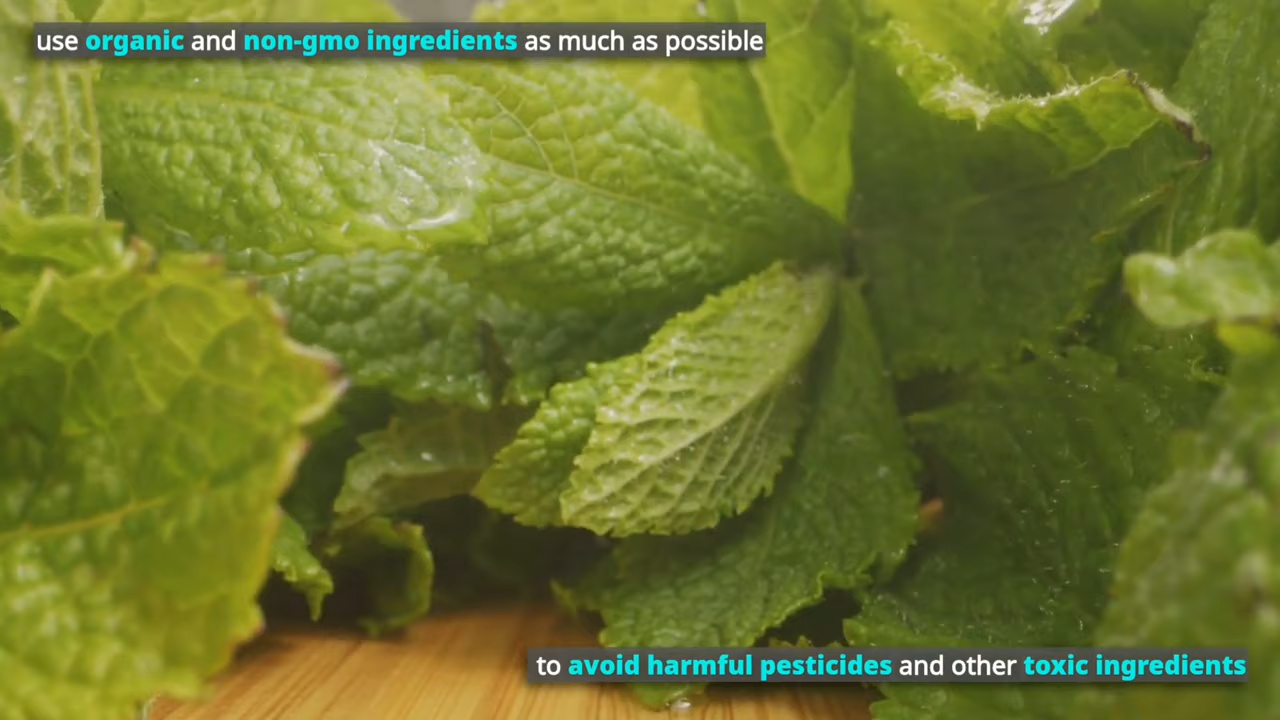 use organic and non-gmo ingredients as much as possible
to avoid harmful pesticides and other toxic ingredients